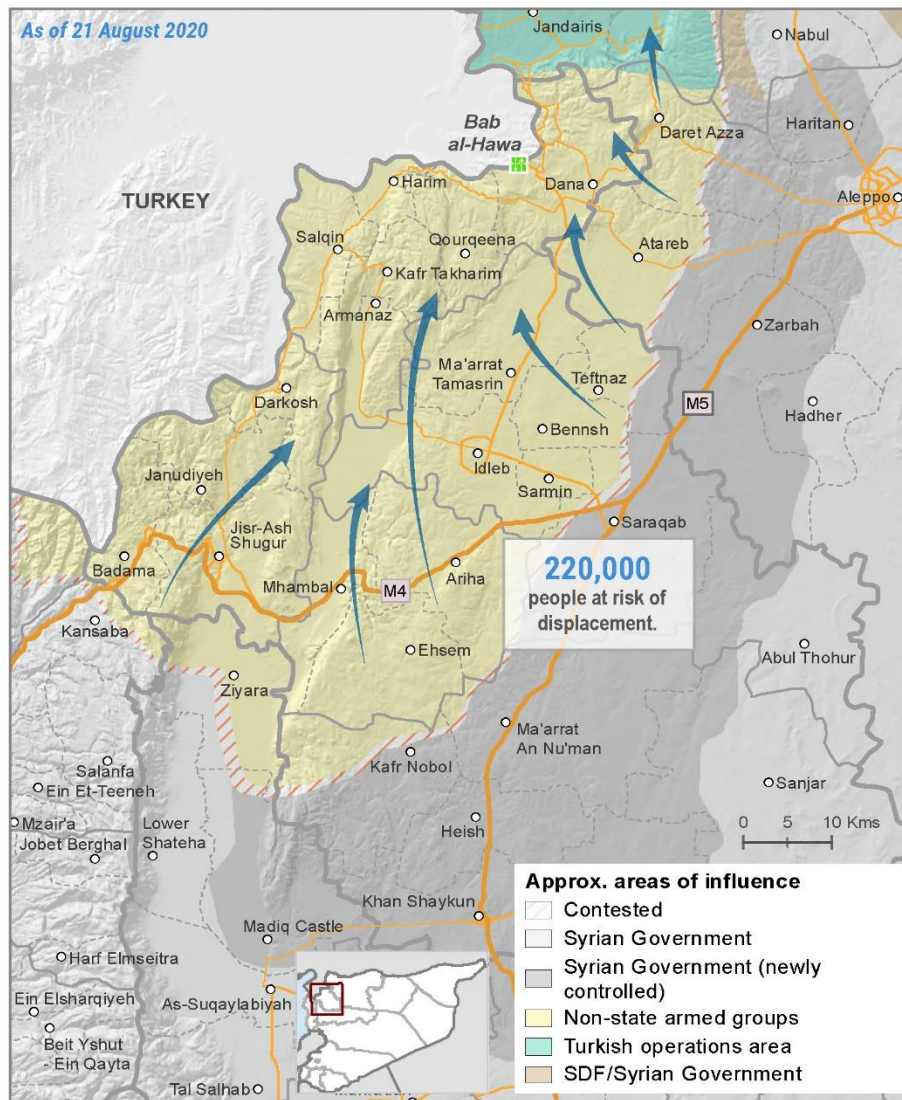 As of 21 August 2020
Jandairis
Nabul
Bab
al-Hawa
Daret Azza
Haritan
TURKEY
Harim
Dana
Aleppo
Salqin
Qourqeena
Atareb
Kafr Takharim
Armanaz
Zarbah
Ma'arrat
Tamasrin
Teftnaz
Darkosh
M5
Hadher
Bennsh
Idleb
Janudiyeh
Sarmin
Saraqab
Jisr-Ash
Shugur
Badama
Ariha
Mhambal
M4
220,000
people at risk of
displacement.
Kansaba
Ehsem
Abul Thohur
Ziyara
Ma'arrat
An Nu'man
Kafr Nobol
Salanfa
Ein Et-Teeneh
Sanjar
Mzair'a
Jobet Berghal
Lower
Shateha
Heish
0 5 10 Kms
Khan Shaykun
Madiq Castle
Harf Elmseitra
As-Suqaylabiyah
Ein Elsharqiyeh
Beit Yshut
- Ein Qayta
Tal Salhab
Approx. areas of influence
Contested
Syrian Government
Syrian Government (newly
controlled)
Non-state armed groups
Turkish operations area
SDF/Syrian Government